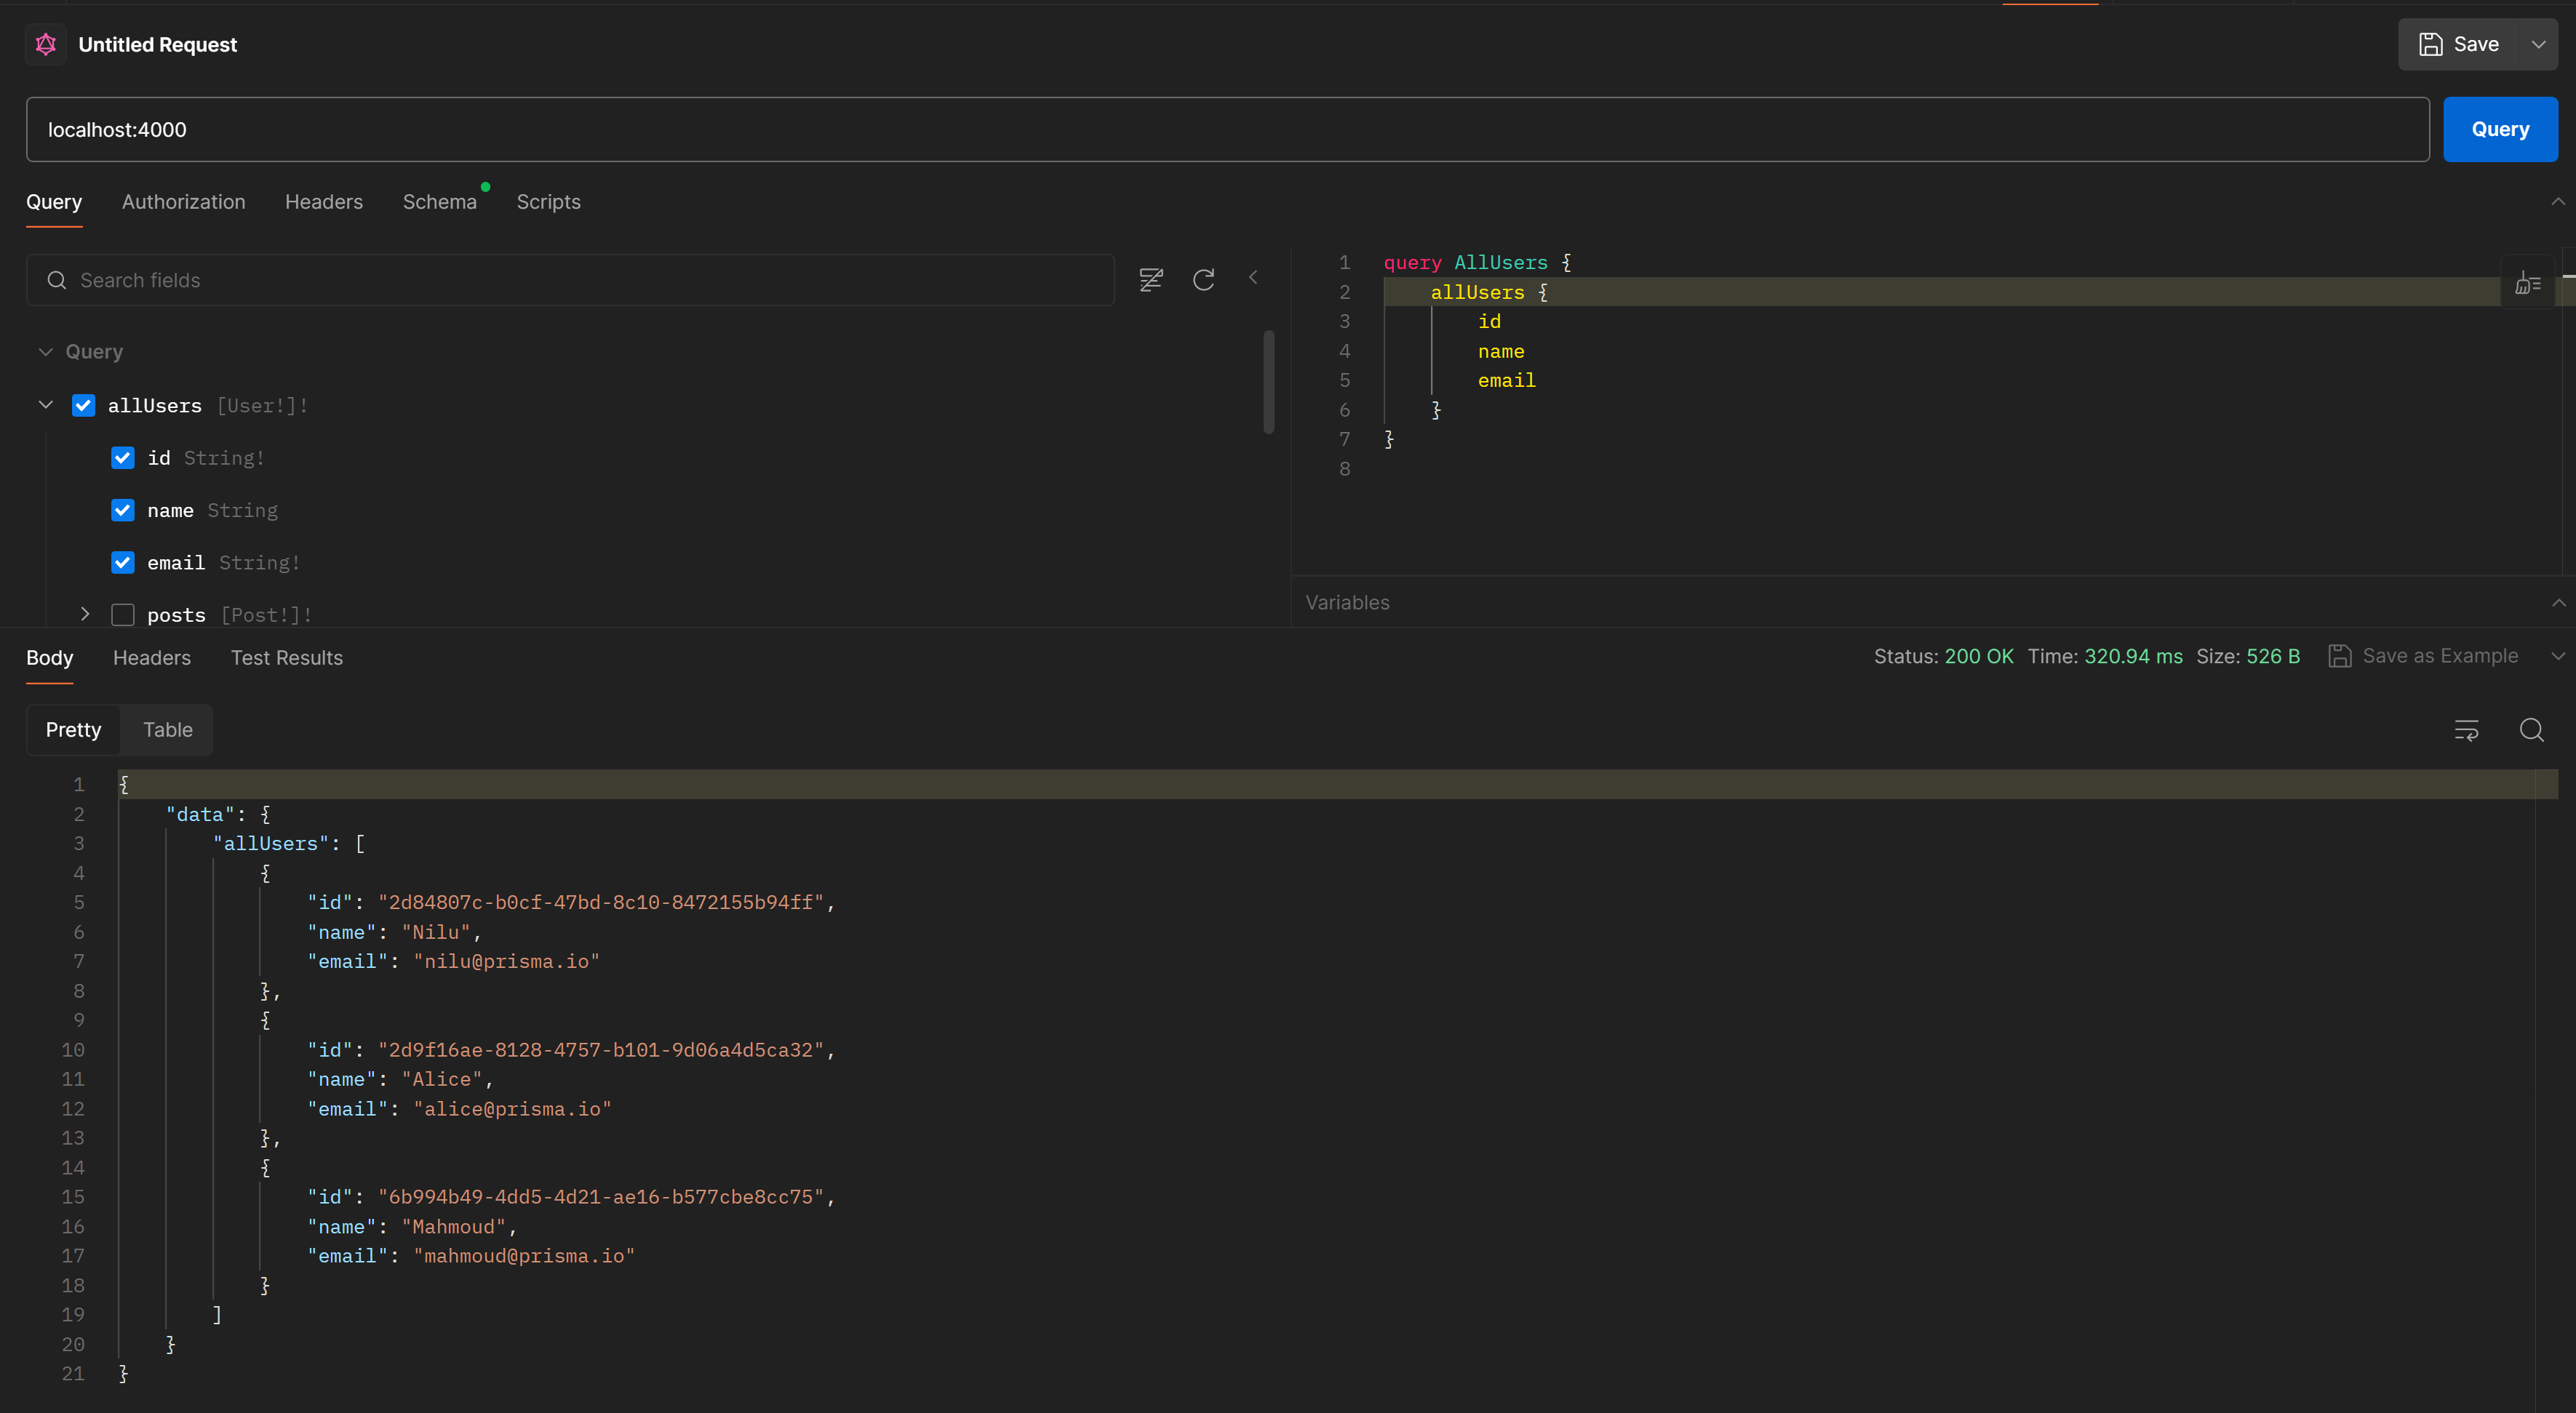 Untitled Request
Save
localhost:4000
Query
Query Authorization Headers Schema Scripts
Search fields
Query
allUsers [User!]!
id String!
name String
email String!
posts [Post!]!
1 query AllUsers {
2 allUsers {
3 id
4 name
5 email
6 }
7 }
8
Variables
Body Headers Test Results
Status: 200 OK Time: 320.94 ms Size: 526 B Save as Example
Pretty Table
1 {
2 "data": {
3 "allUsers": [
4 {
5 "id": "2d84807c-b0cf-47bd-8c10-8472155b94ff",
6 "name": "Nilu",
7 "email": "nilu@prisma.io"
8 },
9 {
10 "id": "2d9f16ae-8128-4757-b101-9d06a4d5ca32",
11 "name": "Alice",
12 "email": "alice@prisma.io"
13 },
14 {
15 "id": "6b994b49-4dd5-4d21-ae16-b577cbe8cc75",
16 "name": "Mahmoud",
17 "email": "mahmoud@prisma.io"
18 }
19 ]
20 }
21 }